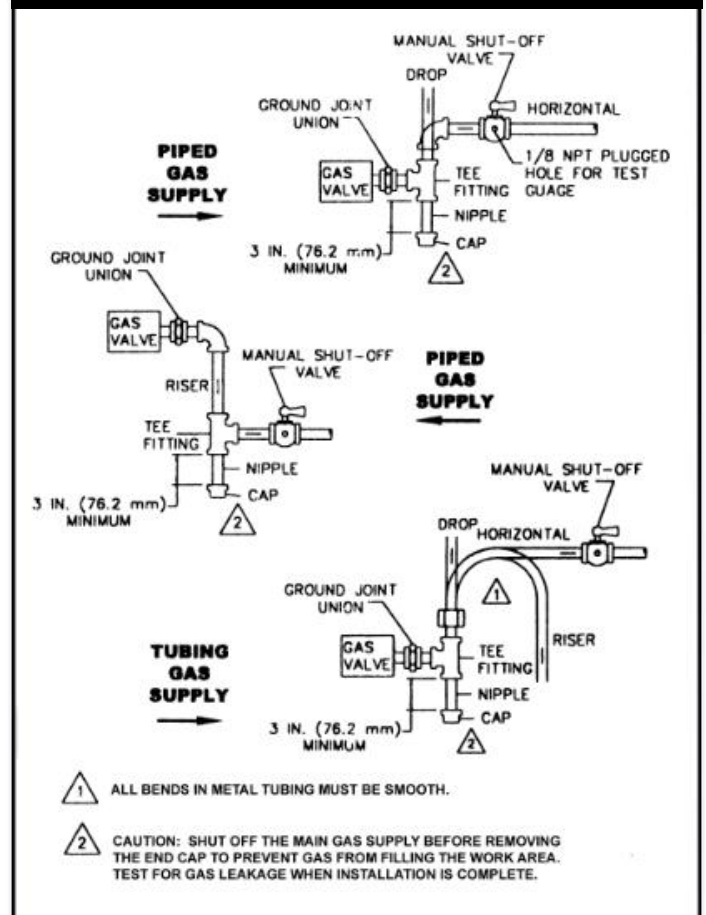 MANUAL SHUT-OFF
VALVE
DROP
GROUND JOINT
UNION
HORIZONTAL
PIPED
GAS
SUPPLY
GAS
VALVE
TEE
FITTING
1/8 NPT PLUGGED
HOLE FOR TEST
GUAGE
NIPPLE
3 IN. (76.2 mm)
MINIMUM
CAP
2
GROUND JOINT
UNION
GAS
VALVE
MANUAL SHUT-OFF
VALVE
RISER
PIPED
GAS
SUPPLY
TEE
FITTING
NIPPLE
3 IN. (76.2 mm)
MINIMUM
CAP
2
MANUAL SHUT-OFF
VALVE
DROP
HORIZONTAL
1
GROUND JOINT
UNION
RISER
TUBING
GAS
SUPPLY
GAS
VALVE
TEE
FITTING
NIPPLE
3 IN. (76.2 mm)
MINIMUM
CAP
2
1 ALL BENDS IN METAL TUBING MUST BE SMOOTH.
2 CAUTION: SHUT OFF THE MAIN GAS SUPPLY BEFORE REMOVING
THE END CAP TO PREVENT GAS FROM FILLING THE WORK AREA.
TEST FOR GAS LEAKAGE WHEN INSTALLATION IS COMPLETE.